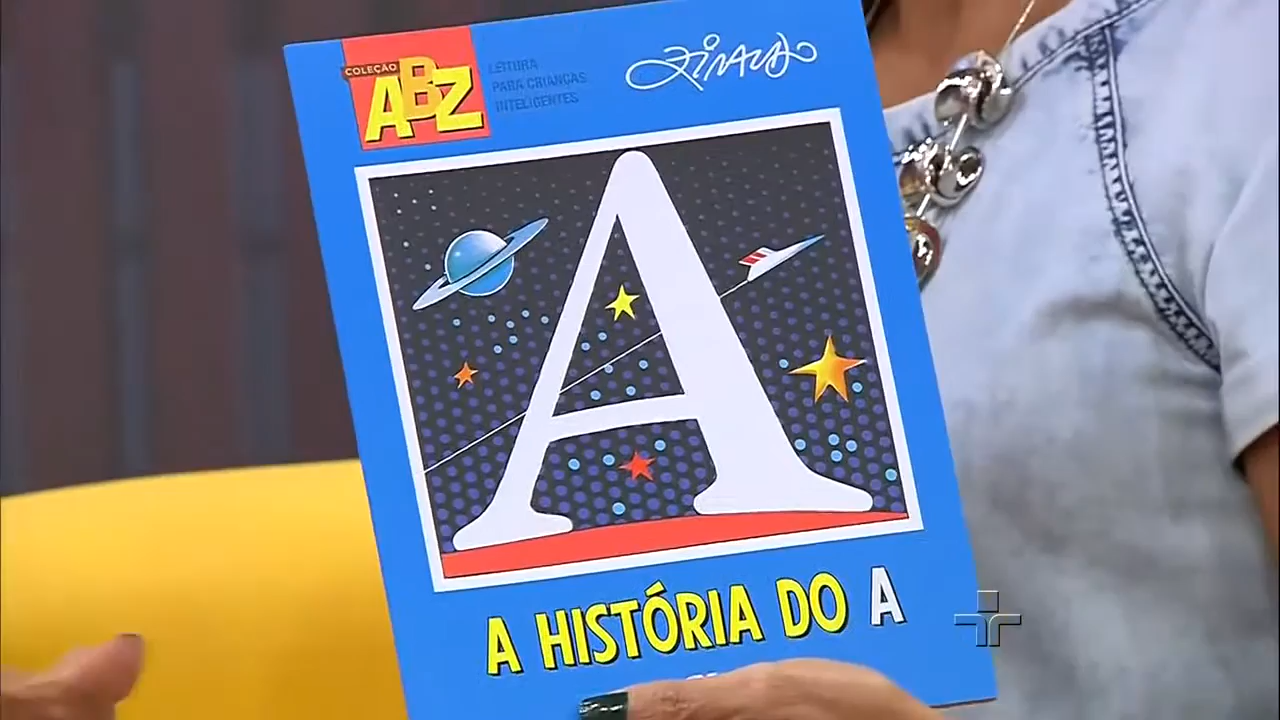 COLEÇÃO
ABZ
LEITURA
PARA CRIANÇAS
INTELIGENTES
ZIRALDO
A
A HISTÓRIA DO A